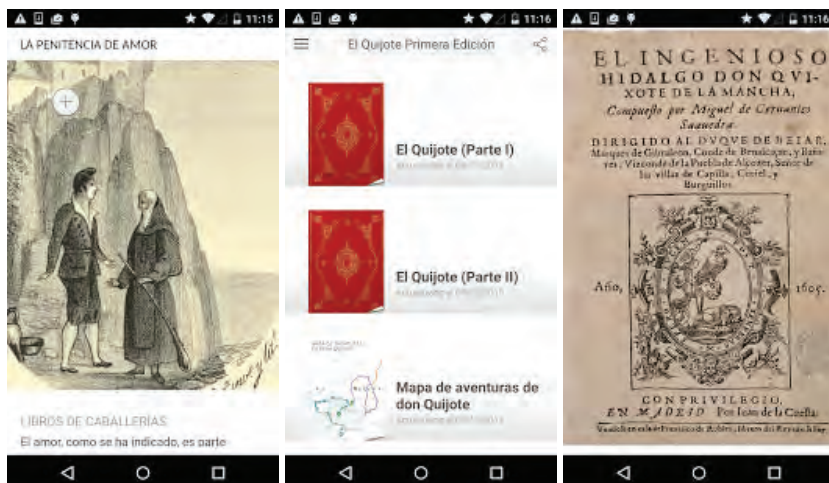 11:15
LA PENITENCIA DE AMOR
LIBROS DE CABALLERÍAS
El amor, como se ha indicado, es parte
11:16
El Quijote Primera Edición
El Quijote (Parte I)
El Quijote (Parte II)
Mapa de aventuras de
don Quijote
11:16
EL INGENIOSO
HIDALGO DON QVI-
XOTE DE LA MANCHA,
Compuesto por Miguel de Ceruantes
Saauedra.
DIRIGIDO AL DVQVE DE BEIAR,
Marques de Gibraleon, Conde de Benalcaçar, y Baña-
res, Vizconde de la Puebla de Alcozer, Señor de
las villas de Capilla, Curiel, y
Burguillos.
Año, 1605.
CON PRIVILEGIO,
EN MADRID Por Iuan de la Cuesta.